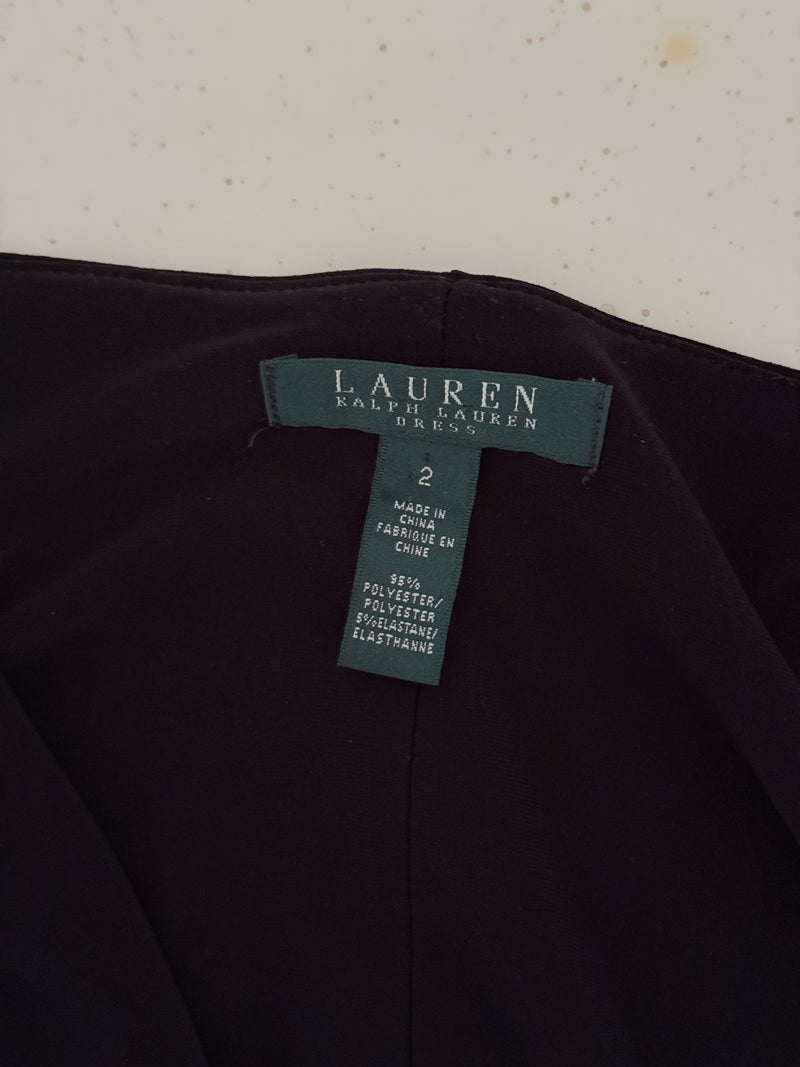 LAUREN
RALPH LAUREN
DRESS
2
MADE IN
CHINA
FABRIQUE EN
CHINE
95%
POLYESTER/
POLYESTER
5%ELASTANE/
ELASTHANNE